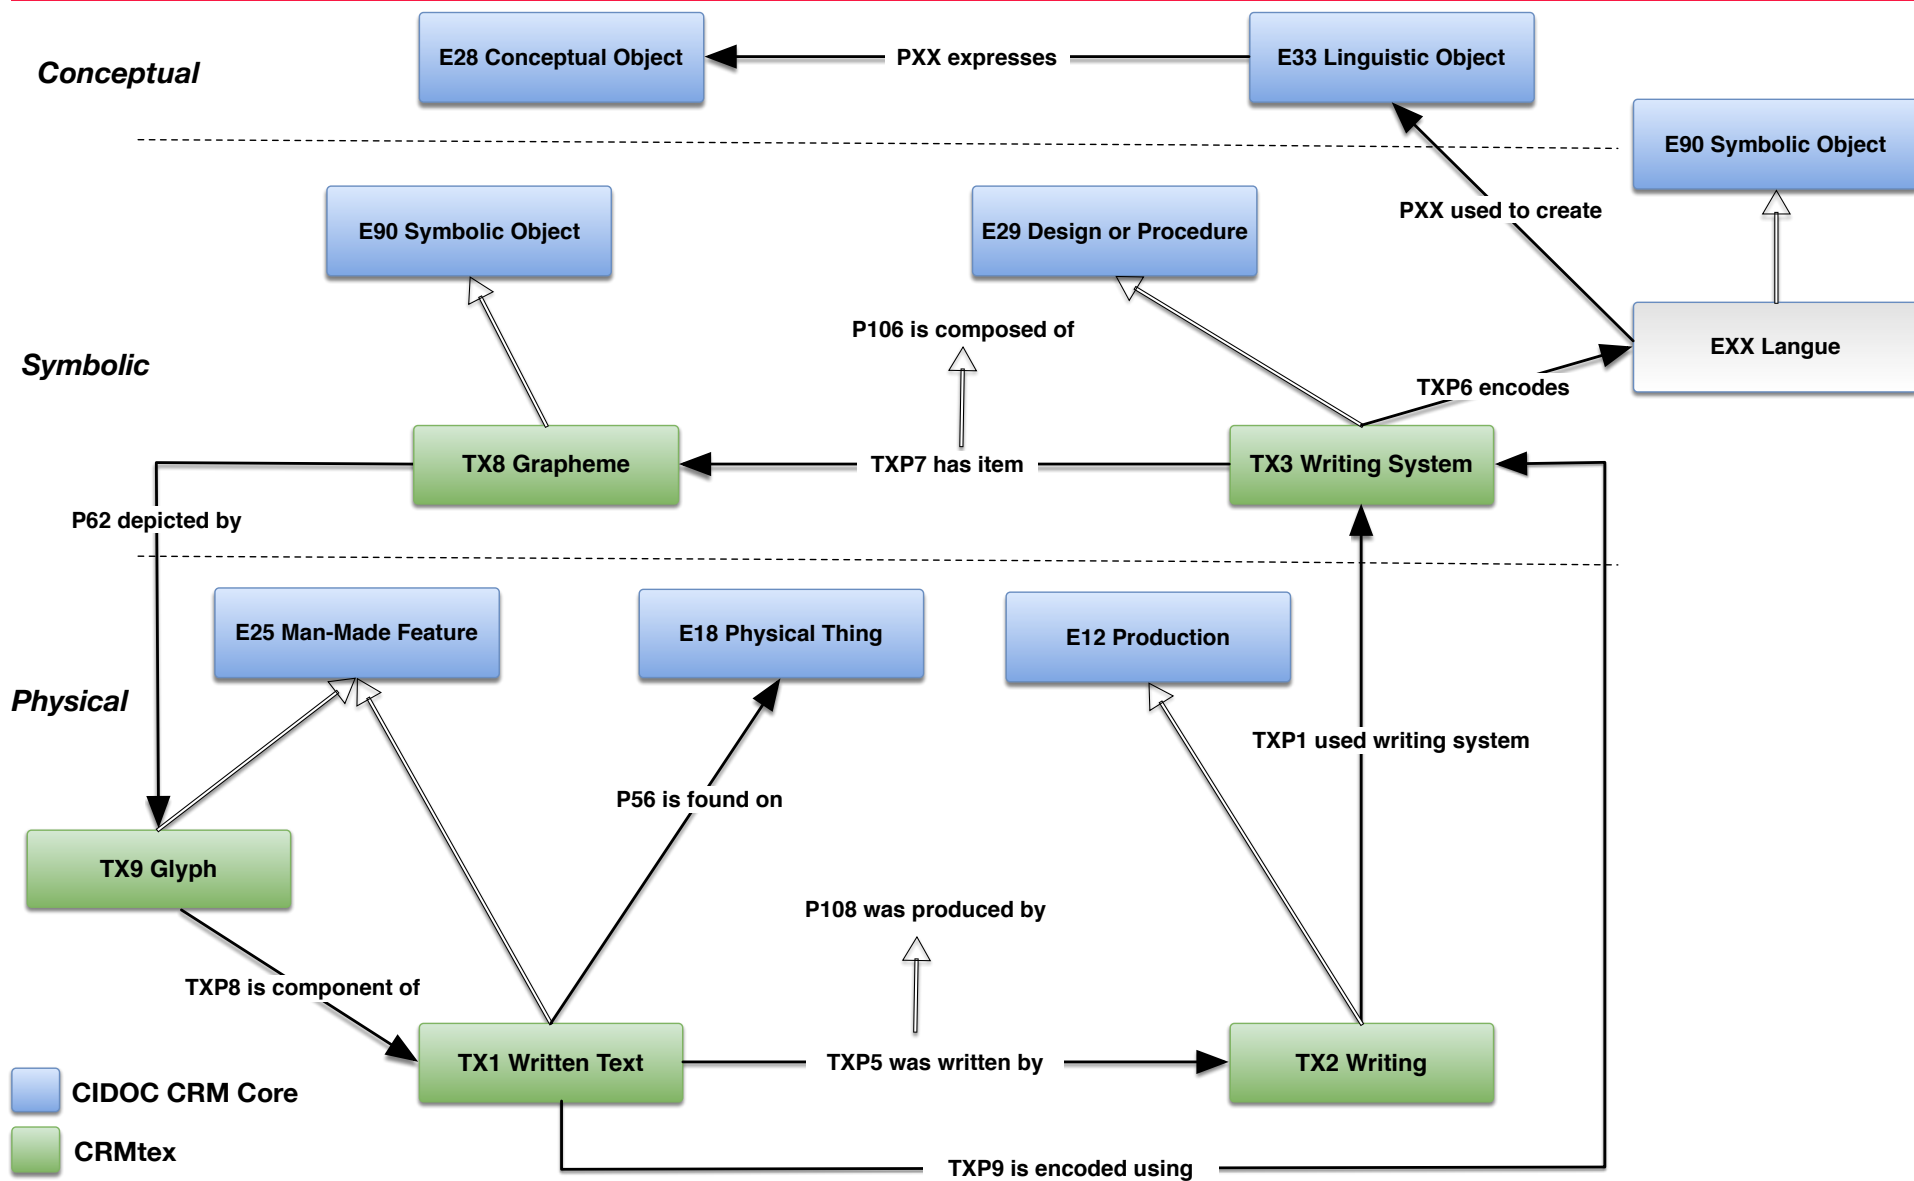 E28 Conceptual Object
PXX expresses
E33 Linguistic Object
Conceptual
E90 Symbolic Object
PXX used to create
E90 Symbolic Object
E29 Design or Procedure
P106 is composed of
EXX Langue
Symbolic
TXP6 encodes
TX8 Grapheme
TXP7 has item
TX3 Writing System
P62 depicted by
E25 Man-Made Feature
E18 Physical Thing
E12 Production
Physical
TXP1 used writing system
P56 is found on
TX9 Glyph
P108 was produced by
TXP8 is component of
TX1 Written Text
TXP5 was written by
TX2 Writing
CIDOC CRM Core
CRMtex
TXP9 is encoded using